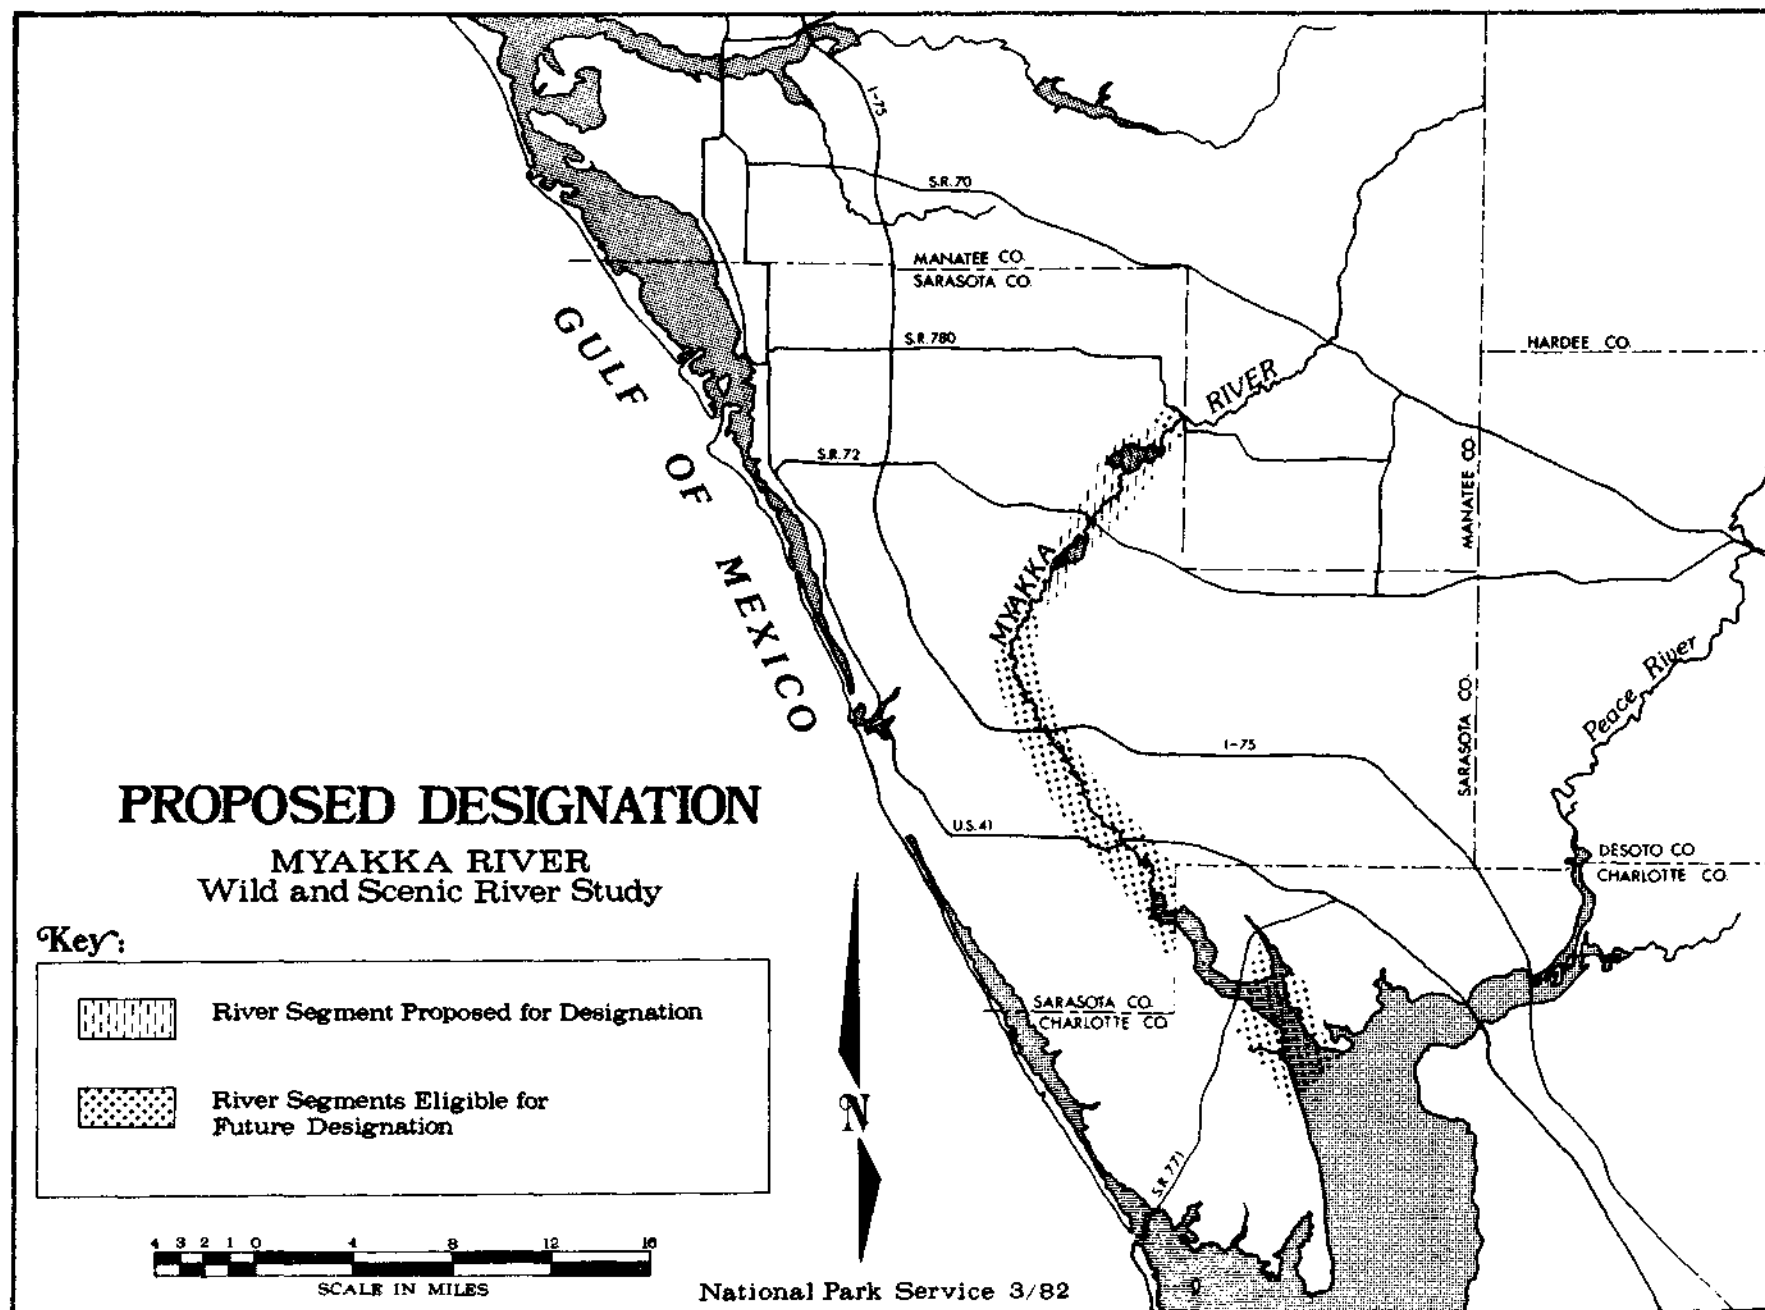 I-75
S.R. 70
MANATEE CO.
SARASOTA CO.
S.R. 780
HARDEE CO.
GULF OF MEXICO
RIVER
S.R. 72
MANATEE CO.
MYAKKA
Peace River
SARASOTA CO.
I-75
U.S. 41
DESOTO CO
CHARLOTTE CO.
PROPOSED DESIGNATION
MYAKKA RIVER
Wild and Scenic River Study
Key:
River Segment Proposed for Designation
River Segments Eligible for
Future Designation
SARASOTA CO.
CHARLOTTE CO.
N
S.R. 771
4 3 2 1 0 4 8 12 16
SCALE IN MILES
National Park Service 3/82